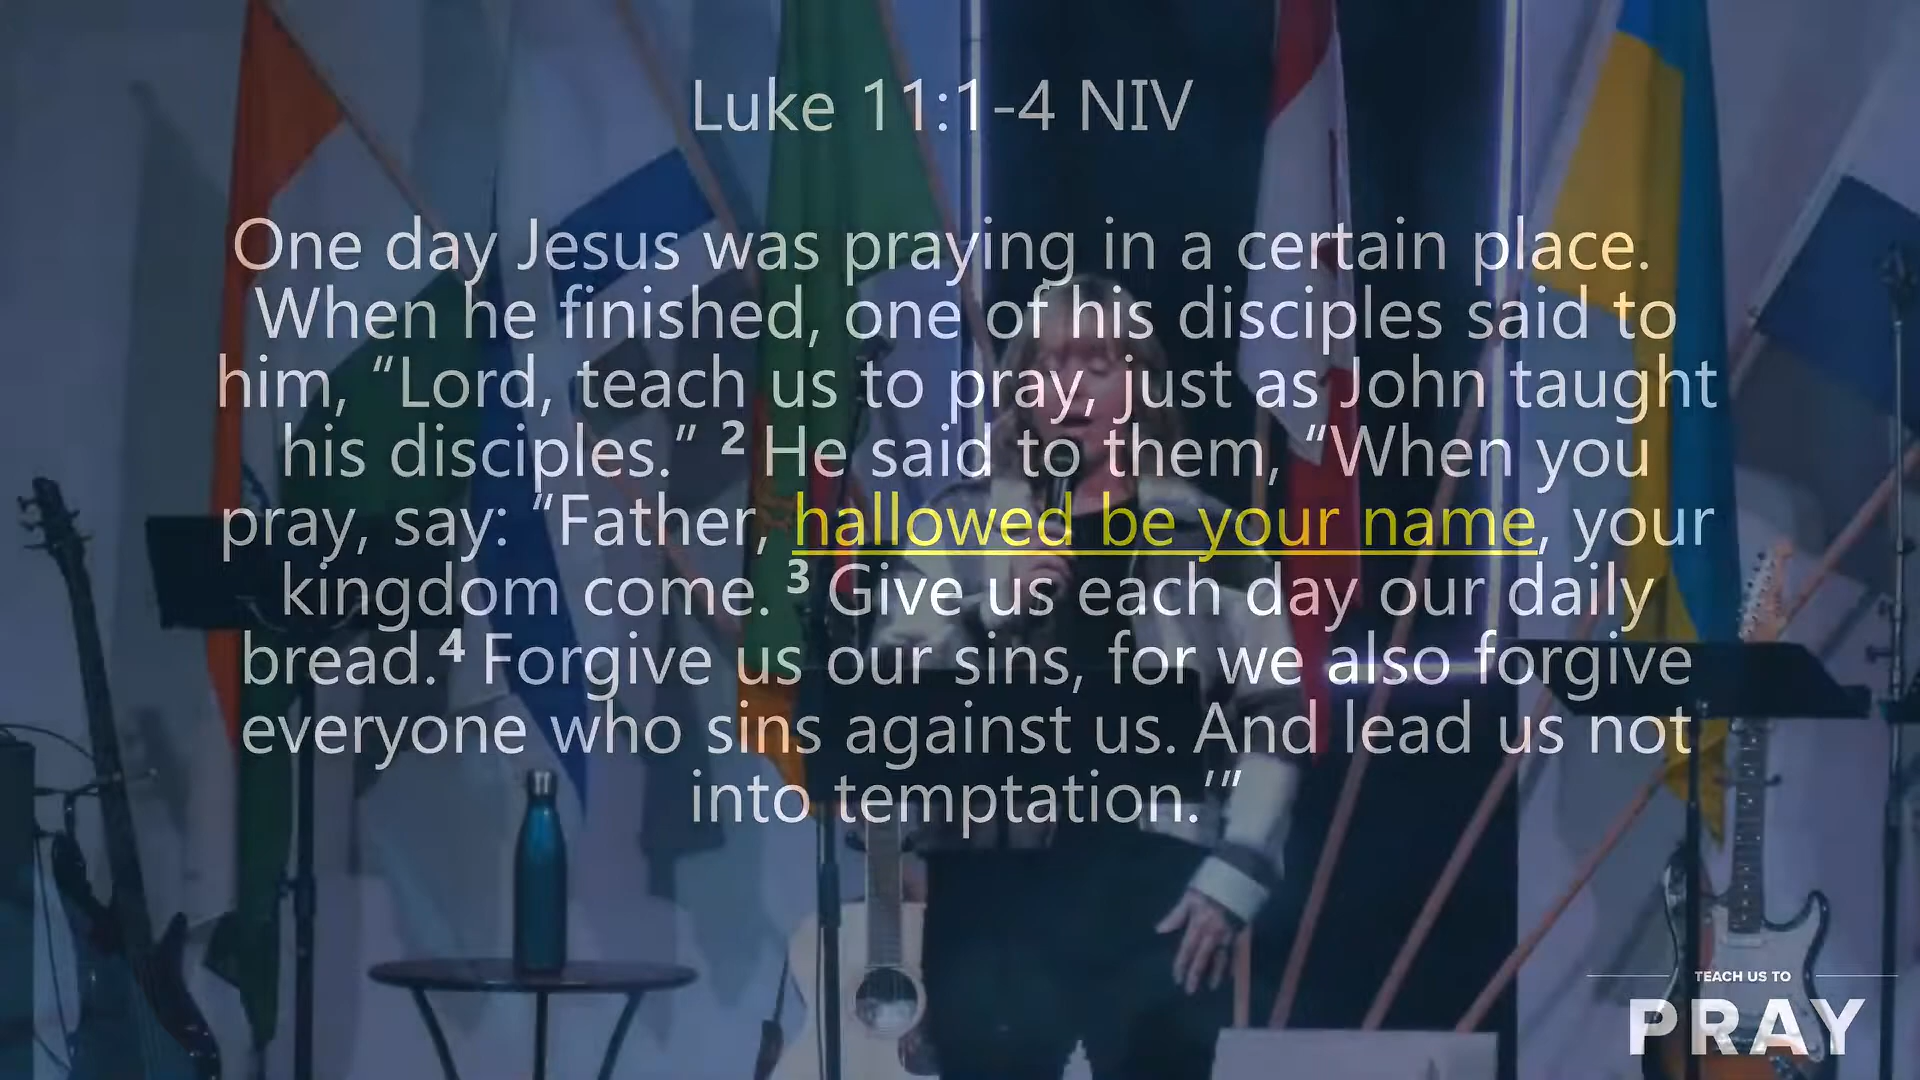 Luke 11:1-4 NIV
One day Jesus was praying in a certain place.
When he finished, one of his disciples said to
him, “Lord, teach us to pray, just as John taught
his disciples.” ² He said to them, “When you
pray, say: “Father, hallowed be your name, your
kingdom come. ³ Give us each day our daily
bread.⁴ Forgive us our sins, for we also forgive
everyone who sins against us. And lead us not
into temptation.’”
TEACH US TO
PRAY